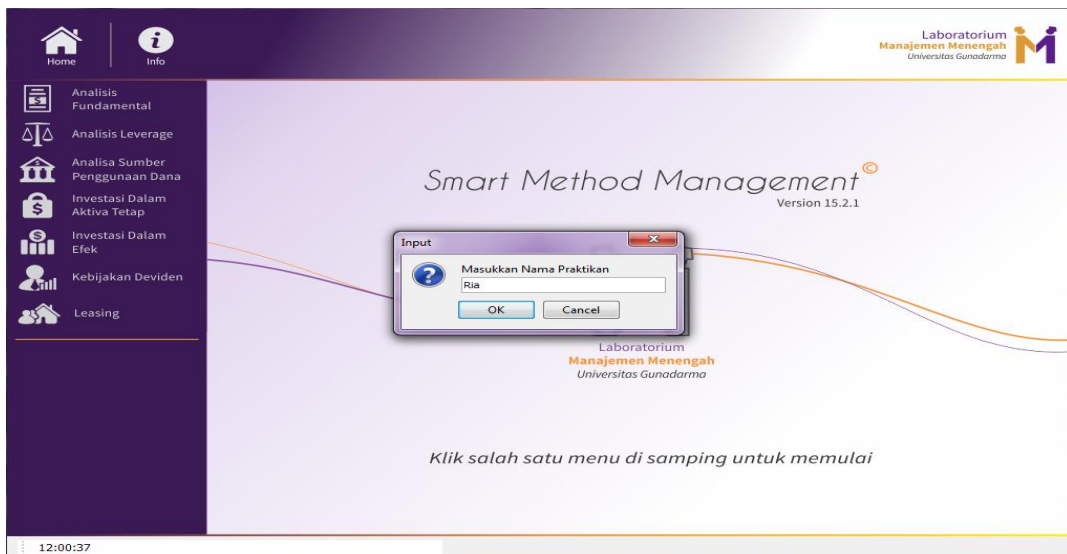 Home
Info
Laboratorium
Manajemen Menengah
Universitas Gunadarma
Analisis
Fundamental
Analisis Leverage
Analisa Sumber
Penggunaan Dana
Investasi Dalam
Aktiva Tetap
Investasi Dalam
Efek
Kebijakan Deviden
Leasing
Smart Method Management©
Version 15.2.1
Input
Masukkan Nama Praktikan
Ria
OK
Cancel
Laboratorium
Manajemen Menengah
Universitas Gunadarma
Klik salah satu menu di samping untuk memulai
12:00:37